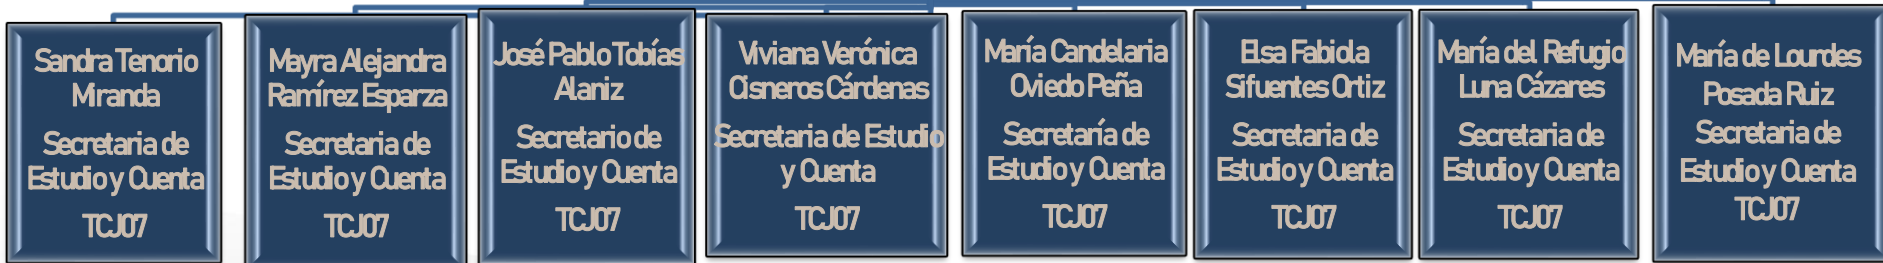 Sandra Tenorio
Miranda
Secretaria de
Estudio y Cuenta
TCJ07
Mayra Alejandra
Ramírez Esparza
Secretaria de
Estudio y Cuenta
TCJ07
José Pablo Tobías
Alaniz
Secretario de
Estudio y Cuenta
TCJ07
Viviana Verónica
Cisneros Cárdenas
Secretaria de Estudio
y Cuenta
TCJ07
María Candelaria
Oviedo Peña
Secretaría de
Estudio y Cuenta
TCJ07
Elsa Fabiola
Sifuentes Ortiz
Secretaria de
Estudio y Cuenta
TCJ07
María del Refugio
Luna Cázares
Secretaria de
Estudio y Cuenta
TCJ07
María de Lourdes
Posada Ruiz
Secretaria de
Estudio y Cuenta
TCJ07